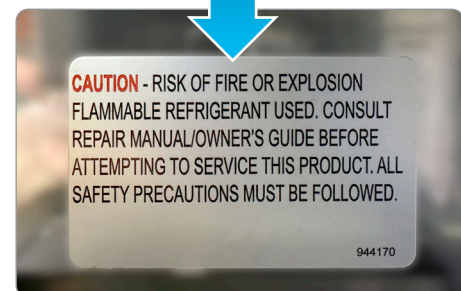 CAUTION - RISK OF FIRE OR EXPLOSION
FLAMMABLE REFRIGERANT USED. CONSULT
REPAIR MANUAL/OWNER'S GUIDE BEFORE
ATTEMPTING TO SERVICE THIS PRODUCT. ALL
SAFETY PRECAUTIONS MUST BE FOLLOWED.
944170